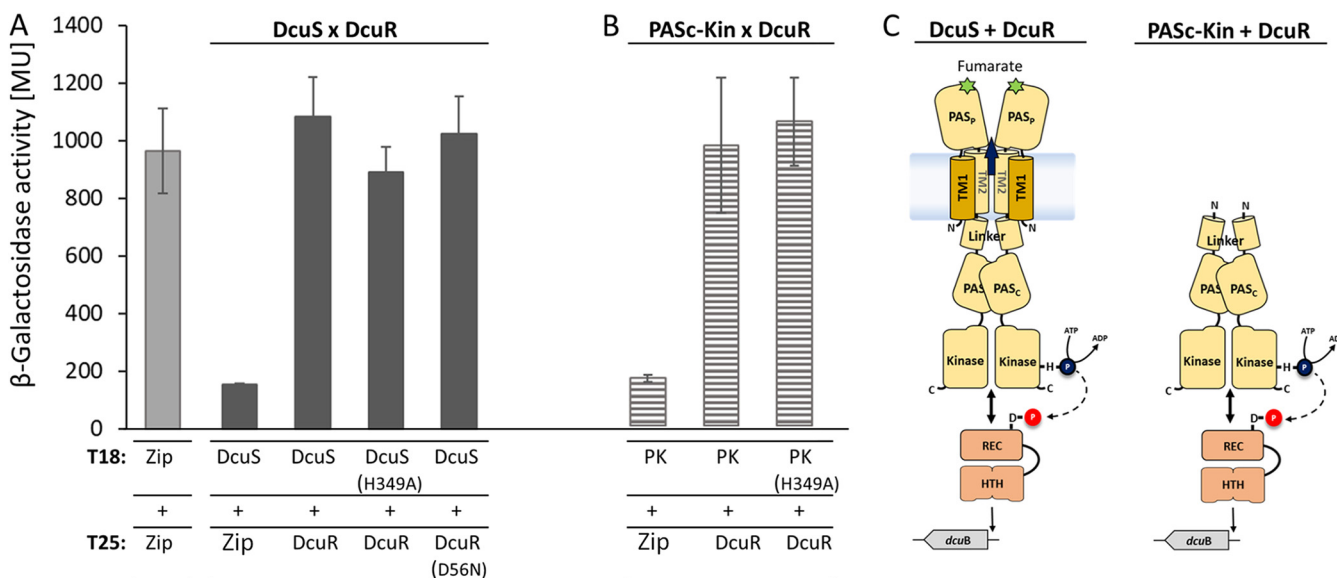 A
DcuS x DcuR
β-Galactosidase activity [MU]
1400
1200
1000
800
600
400
200
0
T18: Zip DcuS DcuS DcuS DcuS
(H349A)
+ + + + +
T25: Zip Zip DcuR DcuR DcuR
(D56N)
B
PASc-Kin x DcuR
PK PK PK
(H349A)
+ + +
Zip DcuR DcuR
C
DcuS + DcuR
Fumarate
PASP PASP
TM1 TM2 TM2 TM1
N N
Linker
PAS PASC
ATP
ADP
Kinase Kinase H P
C C
D P
REC
HTH
dcuB
PASc-Kin + DcuR
N N
Linker
PAS PASC
ATP
AD
Kinase Kinase H P
C C
D P
REC
HTH
dcuB